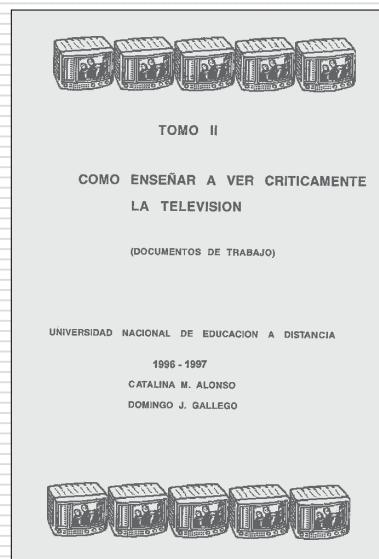 TOMO II
COMO ENSEÑAR A VER CRITICAMENTE
LA TELEVISION
(DOCUMENTOS DE TRABAJO)
UNIVERSIDAD NACIONAL DE EDUCACION A DISTANCIA
1996 - 1997
CATALINA M. ALONSO
DOMINGO J. GALLEGO